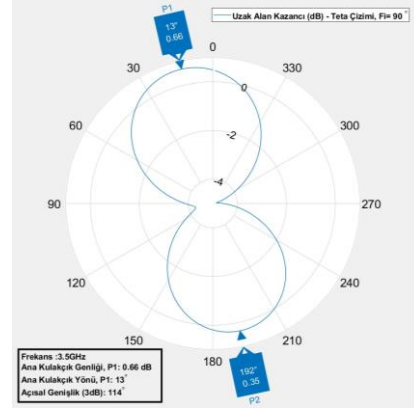 P1
13°
0.66
Uzak Alan Kazancı (dB) - Teta Çizimi, Fi= 90°
0
30
330
0
60
300
-2
-4
90
270
120
240
150
210
180
Frekans :3.5GHz
Ana Kulakçık Genliği, P1: 0.66 dB
Ana Kulakçık Yönü, P1: 13°
Açısal Genişlik (3dB): 114°
192°
0.35
P2